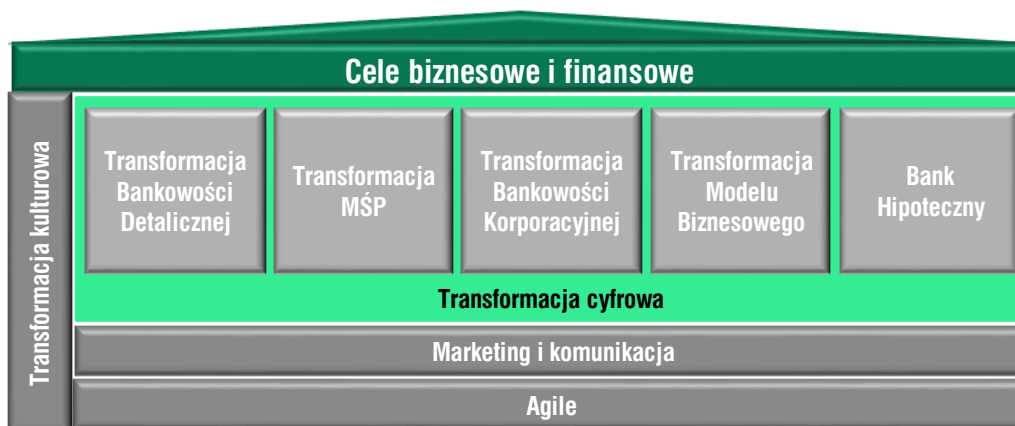 Cele biznesowe i finansowe
Transformacja kulturowa
Transformacja
Bankowości
Detalicznej
Transformacja
MŚP
Transformacja
Bankowości
Korporacyjnej
Transformacja
Modelu
Biznesowego
Bank
Hipoteczny
Transformacja cyfrowa
Marketing i komunikacja
Agile